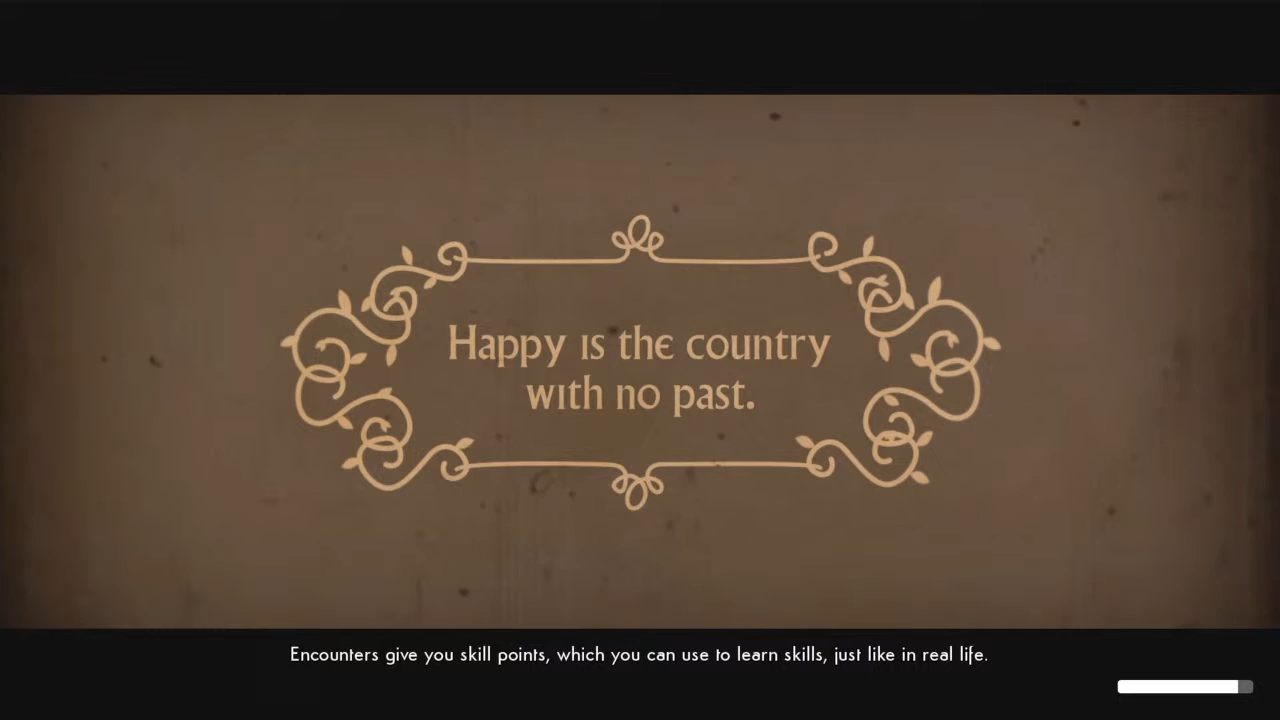 Happy is the country
with no past.
Encounters give you skill points, which you can use to learn skills, just like in real life.